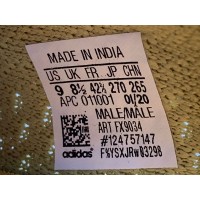 MADE IN INDIA
US UK FR JP CHN
9 8½ 42⅔ 270 265
APC 011001 01/20
MALE/MALE
ART FX9034
#124757147
adidas